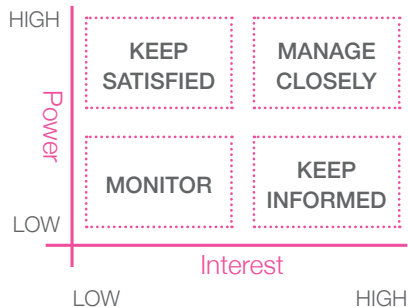 HIGH
KEEP
SATISFIED
MANAGE
CLOSELY
Power
MONITOR
KEEP
INFORMED
LOW
Interest
LOW
HIGH